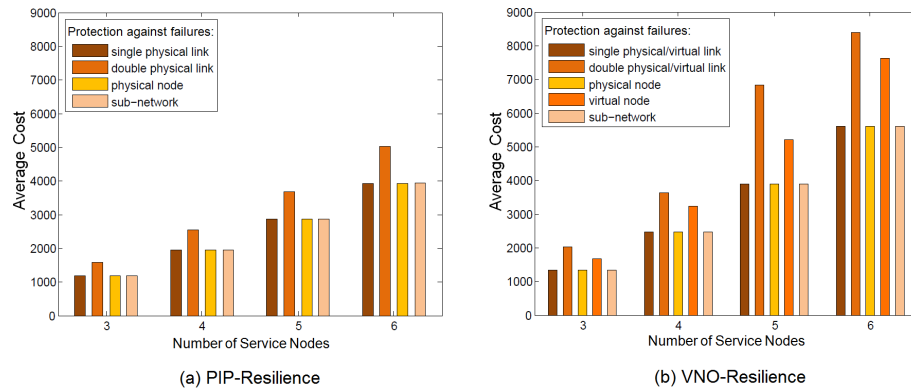 9000
8000
7000
6000
5000
4000
3000
2000
1000
0
Average Cost
Protection against failures:
single physical link
double physical link
physical node
sub−network
3 4 5 6
Number of Service Nodes
(a) PIP-Resilience
9000
8000
7000
6000
5000
4000
3000
2000
1000
0
Average Cost
Protection against failures:
single physical/virtual link
double physical/virtual link
physical node
virtual node
sub−network
3 4 5 6
Number of Service Nodes
(b) VNO-Resilience